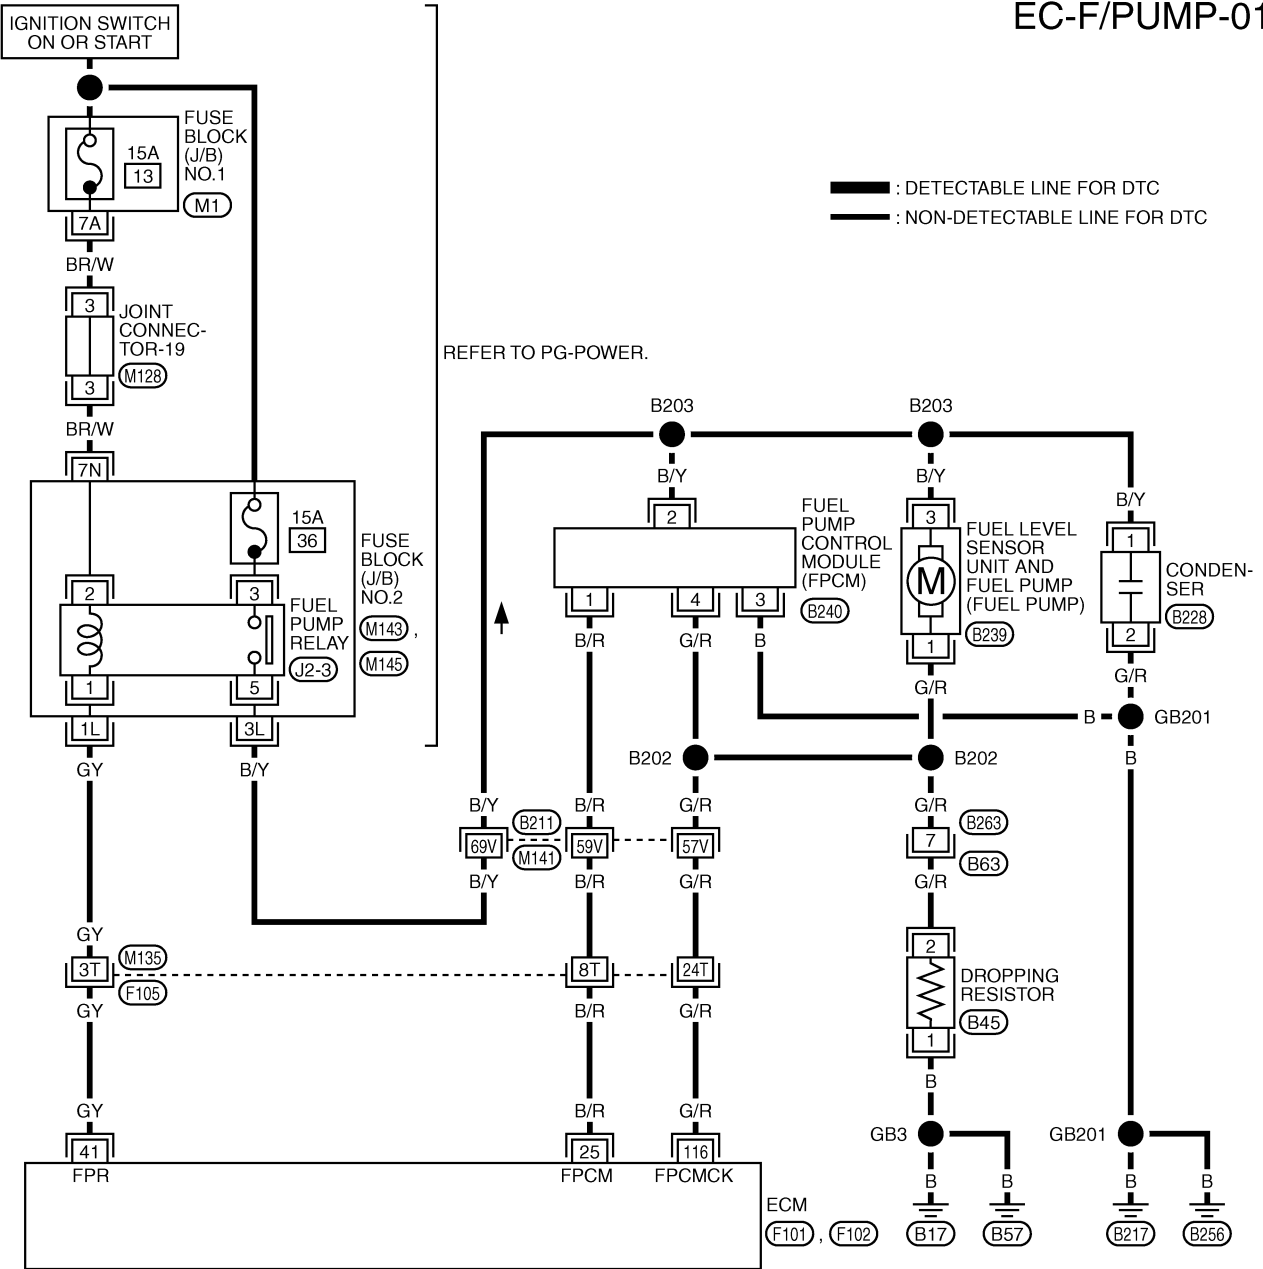 EC-F/PUMP-01
IGNITION SWITCH
ON OR START
FUSE
BLOCK
(J/B)
NO.1
M1
15A
13
7A
BR/W
3
JOINT
CONNEC-
TOR-19
M128
3
BR/W
7N
REFER TO PG-POWER.
: DETECTABLE LINE FOR DTC
: NON-DETECTABLE LINE FOR DTC
15A
36
FUSE
BLOCK
(J/B)
NO.2
M143 ,
M145
2
3
FUEL
PUMP
RELAY
J2-3
1
5
1L
3L
GY
B/Y
B203
B203
B/Y
B/Y
B/Y
2
FUEL
PUMP
CONTROL
MODULE
(FPCM)
B240
1
4
3
B/R
G/R
B
3
M
FUEL LEVEL
SENSOR
UNIT AND
FUEL PUMP
(FUEL PUMP)
B239
1
G/R
1
CONDEN-
SER
B228
2
G/R
B
GB201
B
B202
B202
B/Y
B/R
G/R
G/R
69V
B211
M141
59V
57V
7
B263
B63
B/Y
B/R
G/R
G/R
GY
3T
M135
F105
8T
24T
2
DROPPING
RESISTOR
B45
1
GY
B/R
G/R
B
GY
B/R
G/R
GB3
GB201
41
25
116
FPR
FPCM
FPCMCK
ECM
F101 , F102
B
B
B
B
B17
B57
B217
B256